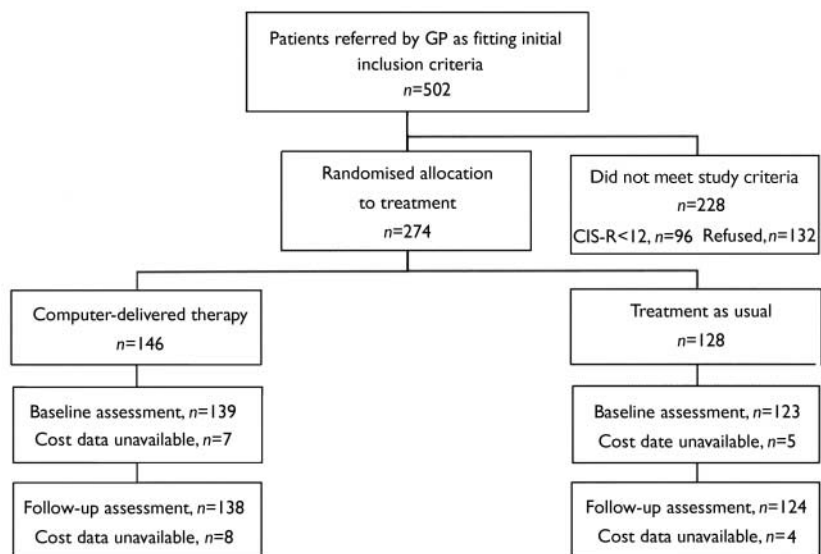 Patients referred by GP as fitting initial
inclusion criteria
n=502
Randomised allocation
to treatment
n=274
Did not meet study criteria
n=228
CIS-R<12, n=96 Refused, n=132
Computer-delivered therapy
n=146
Treatment as usual
n=128
Baseline assessment, n=139
Cost data unavailable, n=7
Baseline assessment, n=123
Cost date unavailable, n=5
Follow-up assessment, n=138
Cost data unavailable, n=8
Follow-up assessment, n=124
Cost data unavailable, n=4